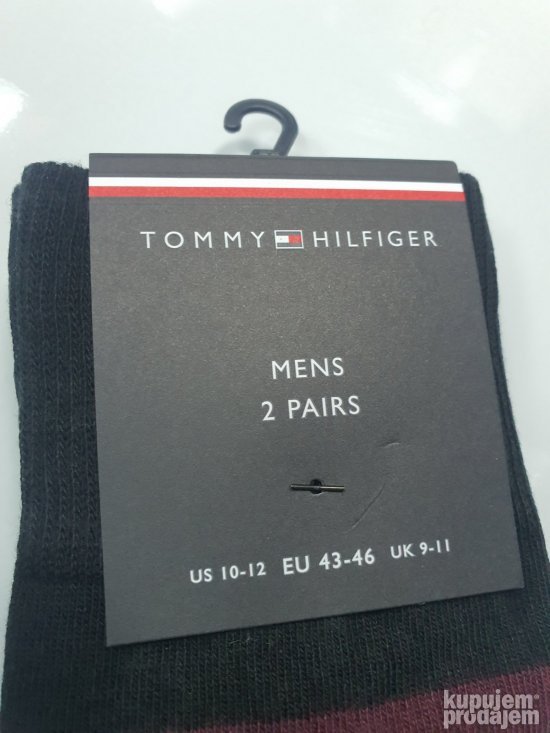 TOMMY HILFIGER
MENS
2 PAIRS
US 10-12 EU 43-46 UK 9-11
kupujem
prodajem